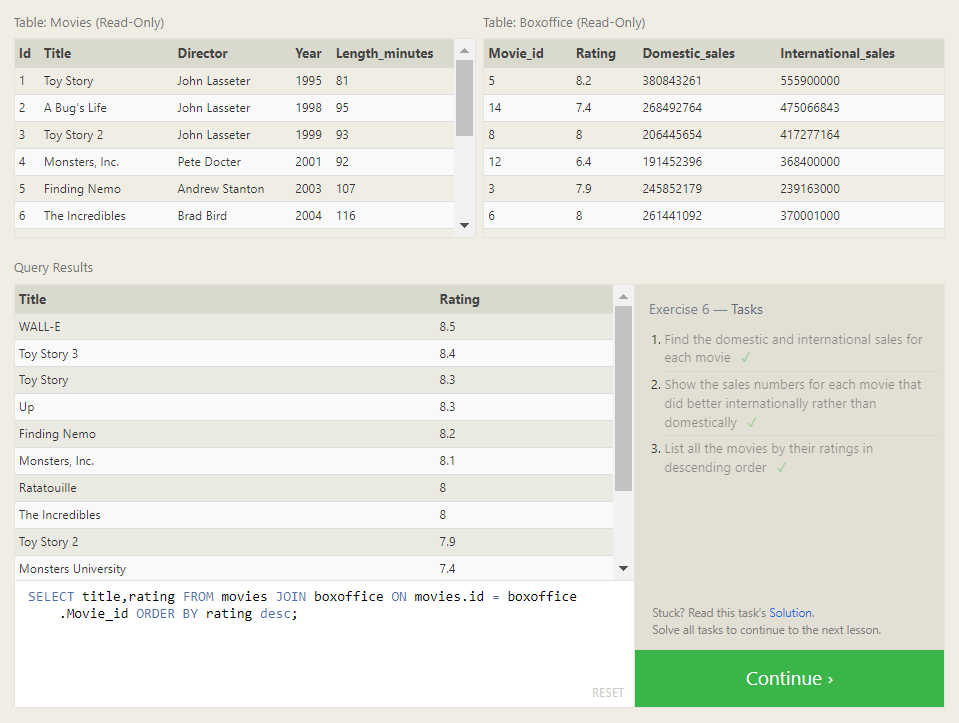 Table: Movies (Read-Only)
Id Title Director Year Length_minutes
1 Toy Story John Lasseter 1995 81
2 A Bug's Life John Lasseter 1998 95
3 Toy Story 2 John Lasseter 1999 93
4 Monsters, Inc. Pete Docter 2001 92
5 Finding Nemo Andrew Stanton 2003 107
6 The Incredibles Brad Bird 2004 116
Table: Boxoffice (Read-Only)
Movie_id Rating Domestic_sales International_sales
5 8.2 380843261 555900000
14 7.4 268492764 475066843
8 8 206445654 417277164
12 6.4 191452396 368400000
3 7.9 245852179 239163000
6 8 261441092 370001000
Query Results
Title Rating
WALL-E 8.5
Toy Story 3 8.4
Toy Story 8.3
Up 8.3
Finding Nemo 8.2
Monsters, Inc. 8.1
Ratatouille 8
The Incredibles 8
Toy Story 2 7.9
Monsters University 7.4
SELECT title,rating FROM movies JOIN boxoffice ON movies.id = boxoffice
.Movie_id ORDER BY rating desc;
RESET
Exercise 6 — Tasks
1. Find the domestic and international sales for
each movie ✓
2. Show the sales numbers for each movie that
did better internationally rather than
domestically ✓
3. List all the movies by their ratings in
descending order ✓
Stuck? Read this task's Solution.
Solve all tasks to continue to the next lesson.
Continue ›